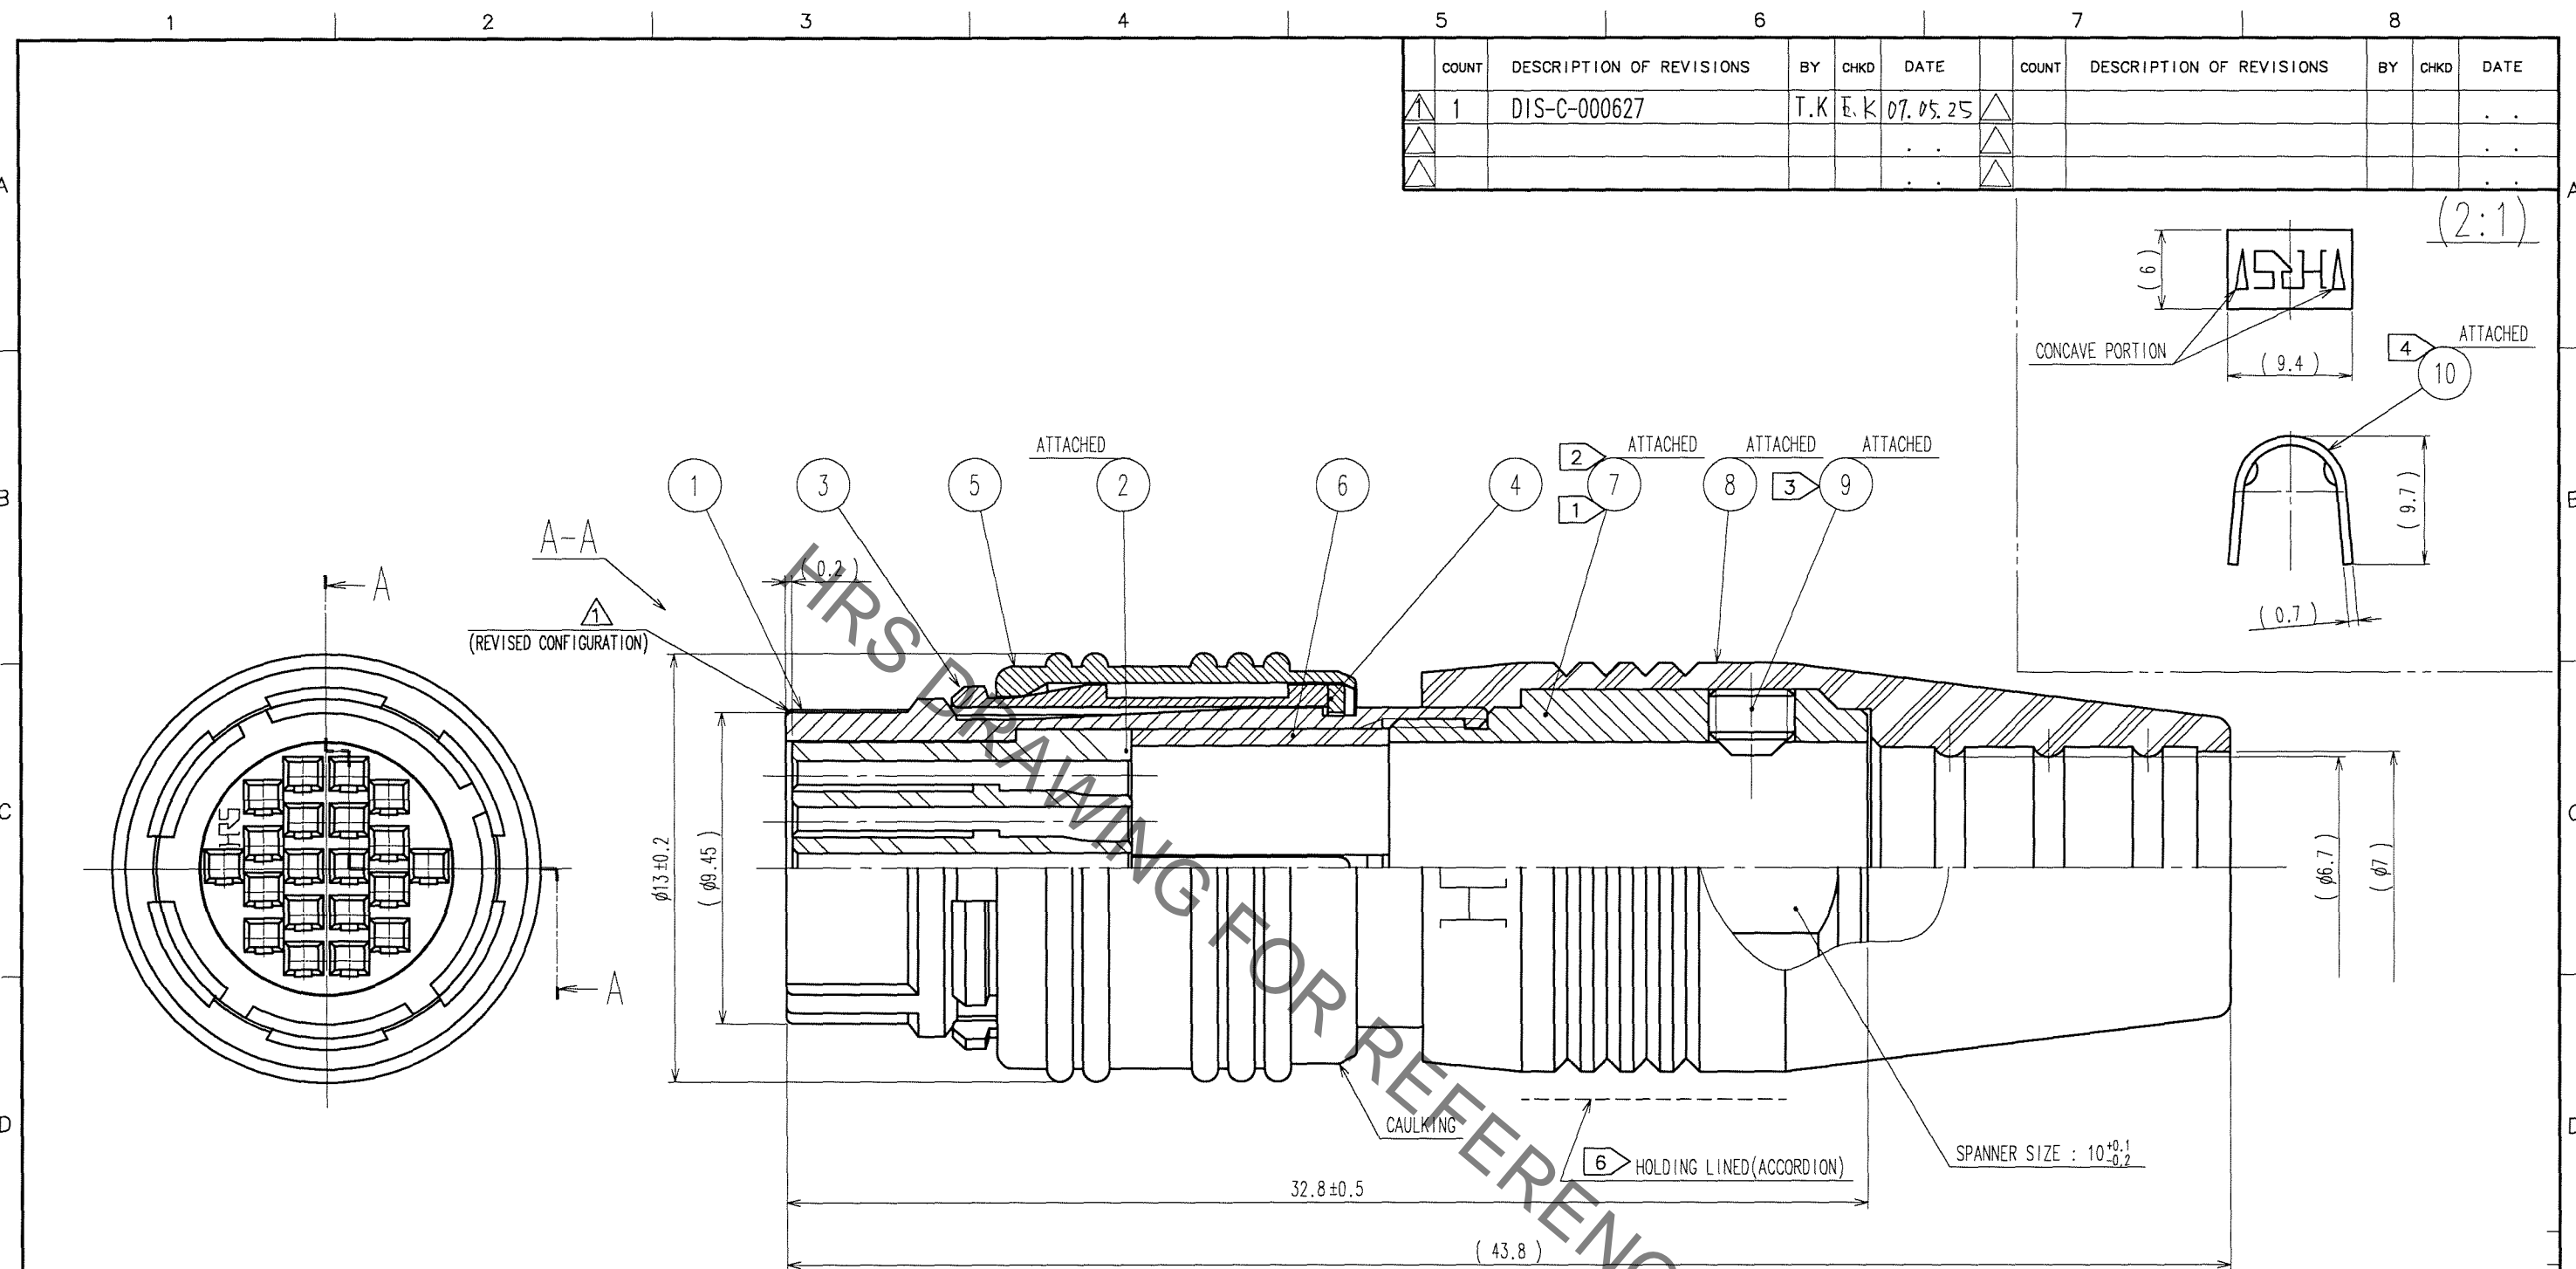 1 2 3 4 5 6 7 8
COUNT DESCRIPTION OF REVISIONS BY CHKD DATE COUNT DESCRIPTION OF REVISIONS BY CHKD DATE
1 1 DIS-C-000627 T.K E.K 07.05.25
A A
(2:1)
( 6 )
HRS
CONCAVE PORTION
( 9.4 )
4 ATTACHED
10
( 9.7 )
( 0.7 )
ATTACHED 2 ATTACHED ATTACHED ATTACHED
1 3 5 2 6 4 7 8 3 9
1
B B
A-A
( 0.2 )
A
1
(REVISED CONFIGURATION)
HRS
C C
φ13±0.2
( φ9.45 )
( φ6.7 )
( φ7 )
H
A
HRS DRAWING FOR REFERENC
D D
CAULKING
6 HOLDING LINED(ACCORDION)
SPANNER SIZE : 10 +0.1 -0.2
32.8±0.5
( 43.8 )